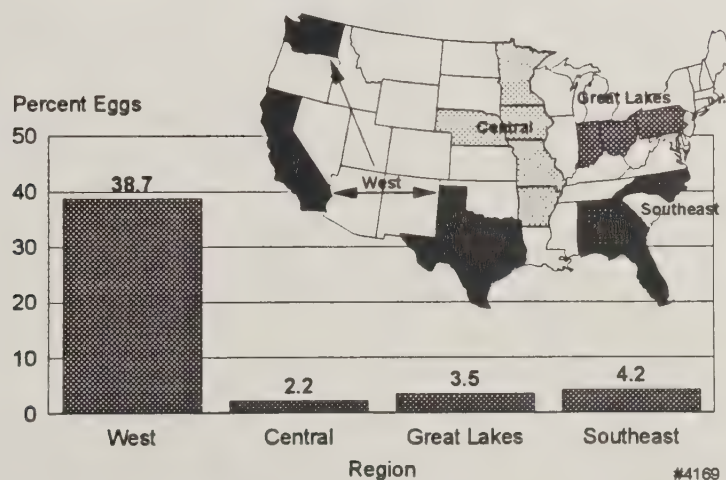 Great Lakes
Percent Eggs
Central
50
38.7
West
40
Southeast
30
20
10
4.2
3.5
2.2
0
West Central Great Lakes Southeast
Region
#4169